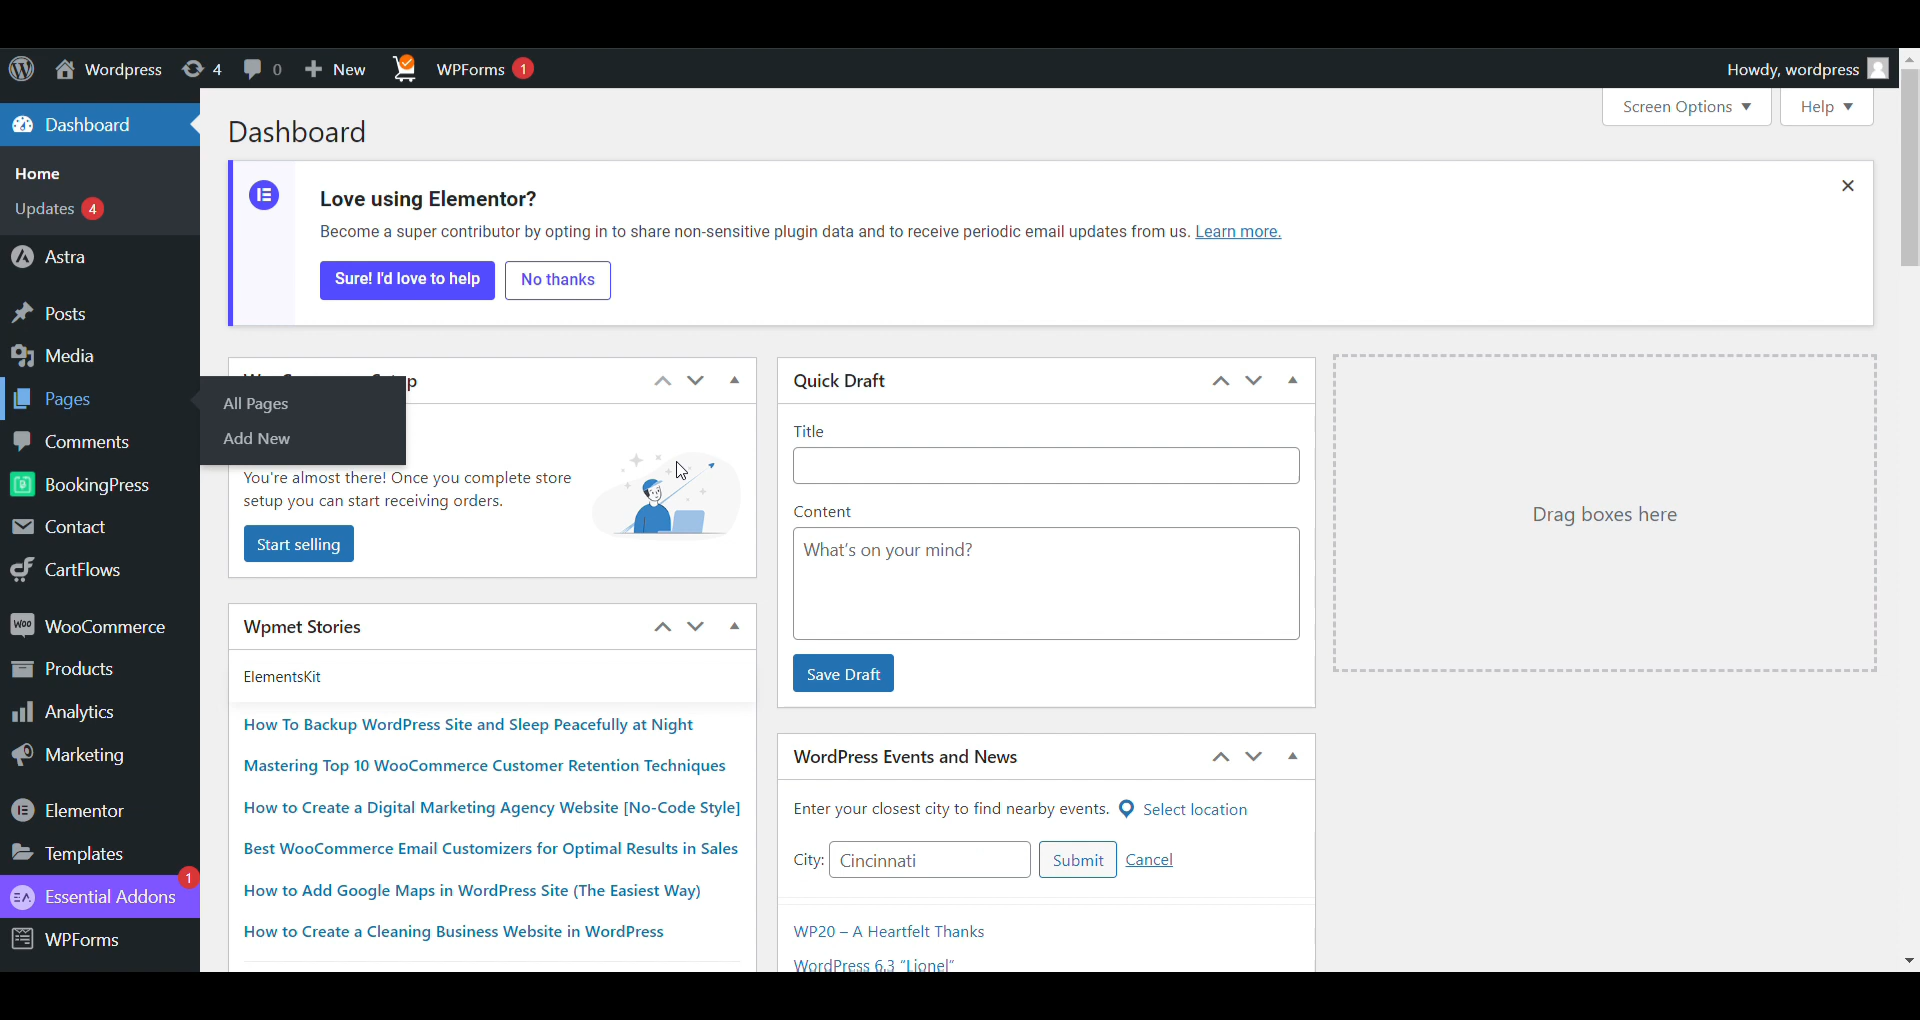 Wordpress 4 0 New WPForms 1
Howdy, wordpress
Dashboard
Home
Updates 4
Astra
Posts
Media
Pages
All Pages
Add New
Comments
BookingPress
Contact
CartFlows
WooCommerce
Products
Analytics
Marketing
Elementor
Templates
Essential Addons 1
WPForms
Screen Options
Help
Dashboard
Love using Elementor?
Become a super contributor by opting in to share non-sensitive plugin data and to receive periodic email updates from us. Learn more.
Sure! I'd love to help
No thanks
You're almost there! Once you complete store
setup you can start receiving orders.
Start selling
Wpmet Stories
ElementsKit
How To Backup WordPress Site and Sleep Peacefully at Night
Mastering Top 10 WooCommerce Customer Retention Techniques
How to Create a Digital Marketing Agency Website [No-Code Style]
Best WooCommerce Email Customizers for Optimal Results in Sales
How to Add Google Maps in WordPress Site (The Easiest Way)
How to Create a Cleaning Business Website in WordPress
Quick Draft
Title
Content
What's on your mind?
Save Draft
WordPress Events and News
Enter your closest city to find nearby events. Select location
City: Cincinnati Submit Cancel
WP20 – A Heartfelt Thanks
WordPress 6.3 "Lionel"
Drag boxes here